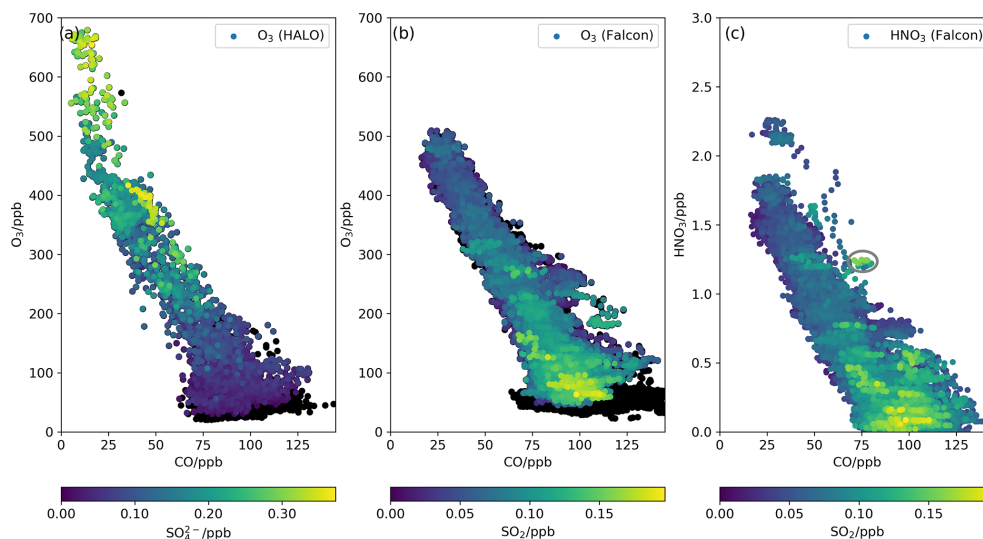 (a)
O₃ (HALO)
700
600
500
400
300
200
100
0
O₃/ppb
0 25 50 75 100 125
CO/ppb
0.00 0.10 0.20 0.30
SO₄²⁻/ppb
(b)
O₃ (Falcon)
700
600
500
400
300
200
100
0
O₃/ppb
0 25 50 75 100 125
CO/ppb
0.00 0.05 0.10 0.15
SO₂/ppb
(c)
HNO₃ (Falcon)
3.0
2.5
2.0
1.5
1.0
0.5
0.0
HNO₃/ppb
0 25 50 75 100 125
CO/ppb
0.00 0.05 0.10 0.15
SO₂/ppb